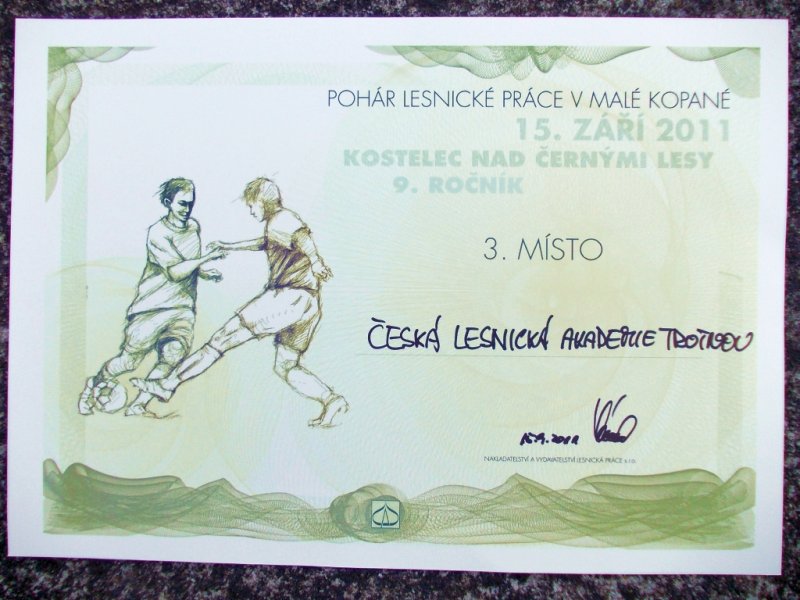 POHÁR LESNICKÉ PRÁCE V MALÉ KOPANÉ
15. ZÁŘÍ 2011
KOSTELEC NAD ČERNÝMI LESY
9. ROČNÍK
3. MÍSTO
ČESKÁ LESNICKÁ AKADEMIE TRUTNOV
15.9.2011
NAKLADATELSTVÍ A VYDAVATELSTVÍ LESNICKÁ PRÁCE s.r.o.